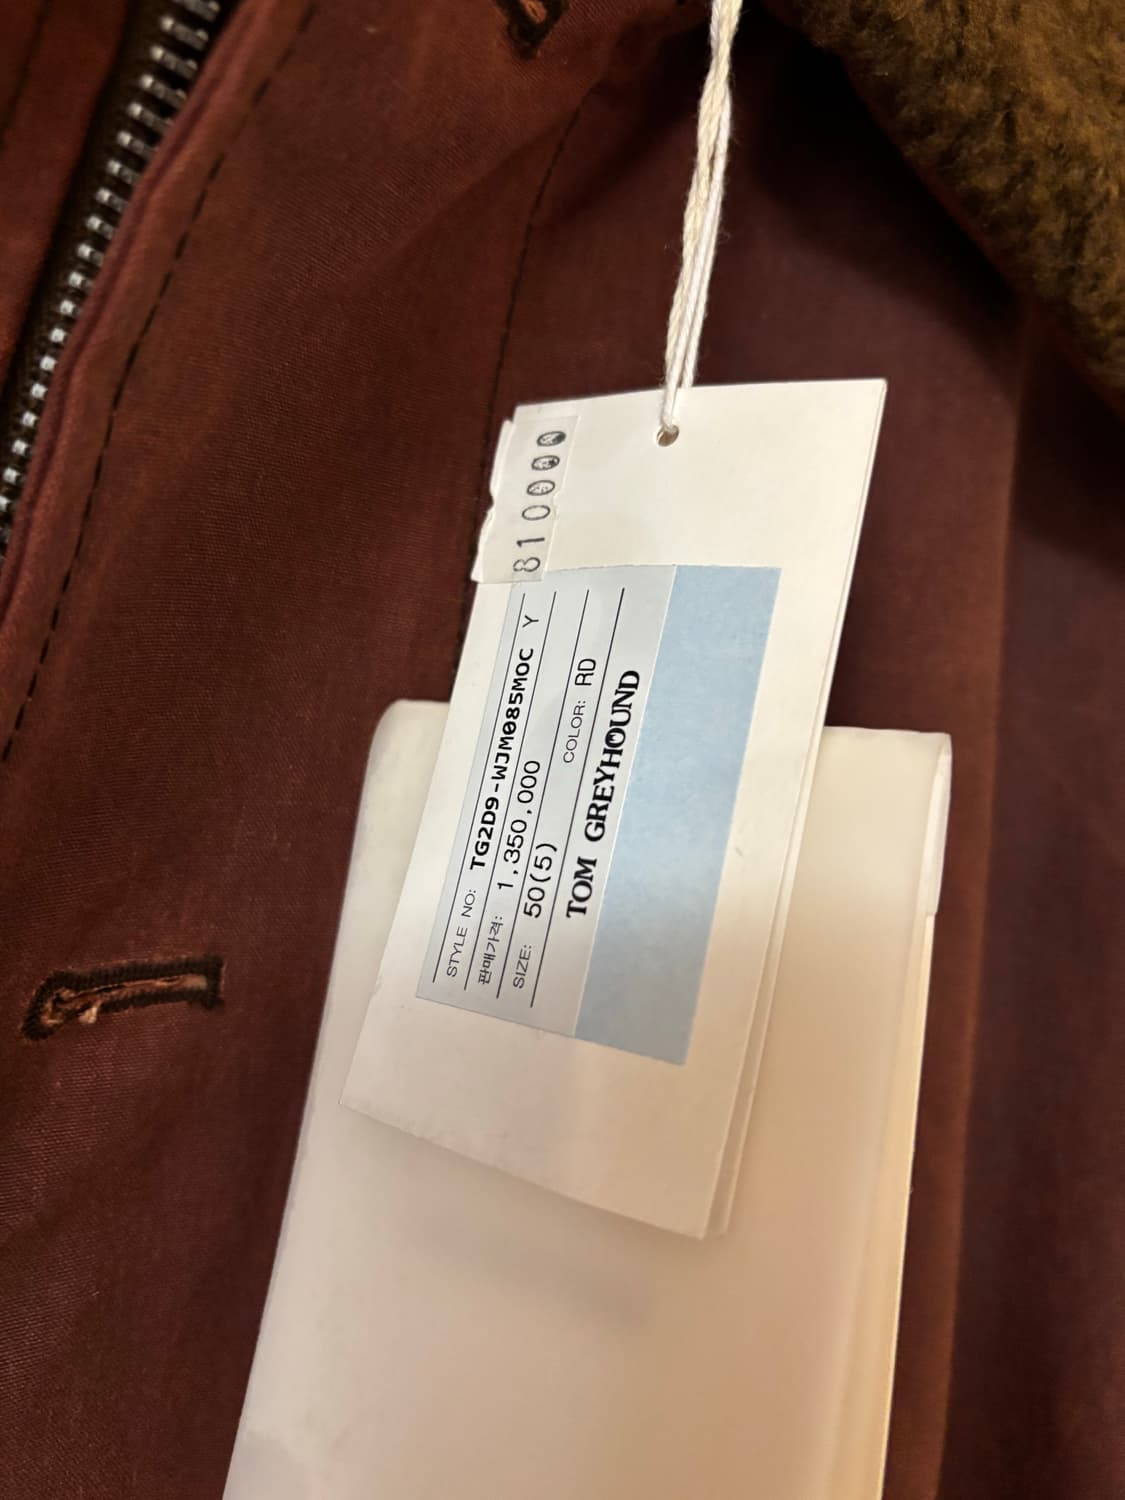 810000
STYLE NO: TG2D9-WJM085MOC Y
판매가격: 1,350,000
SIZE: 50(5) COLOR: RD
TOM GREYHOUND